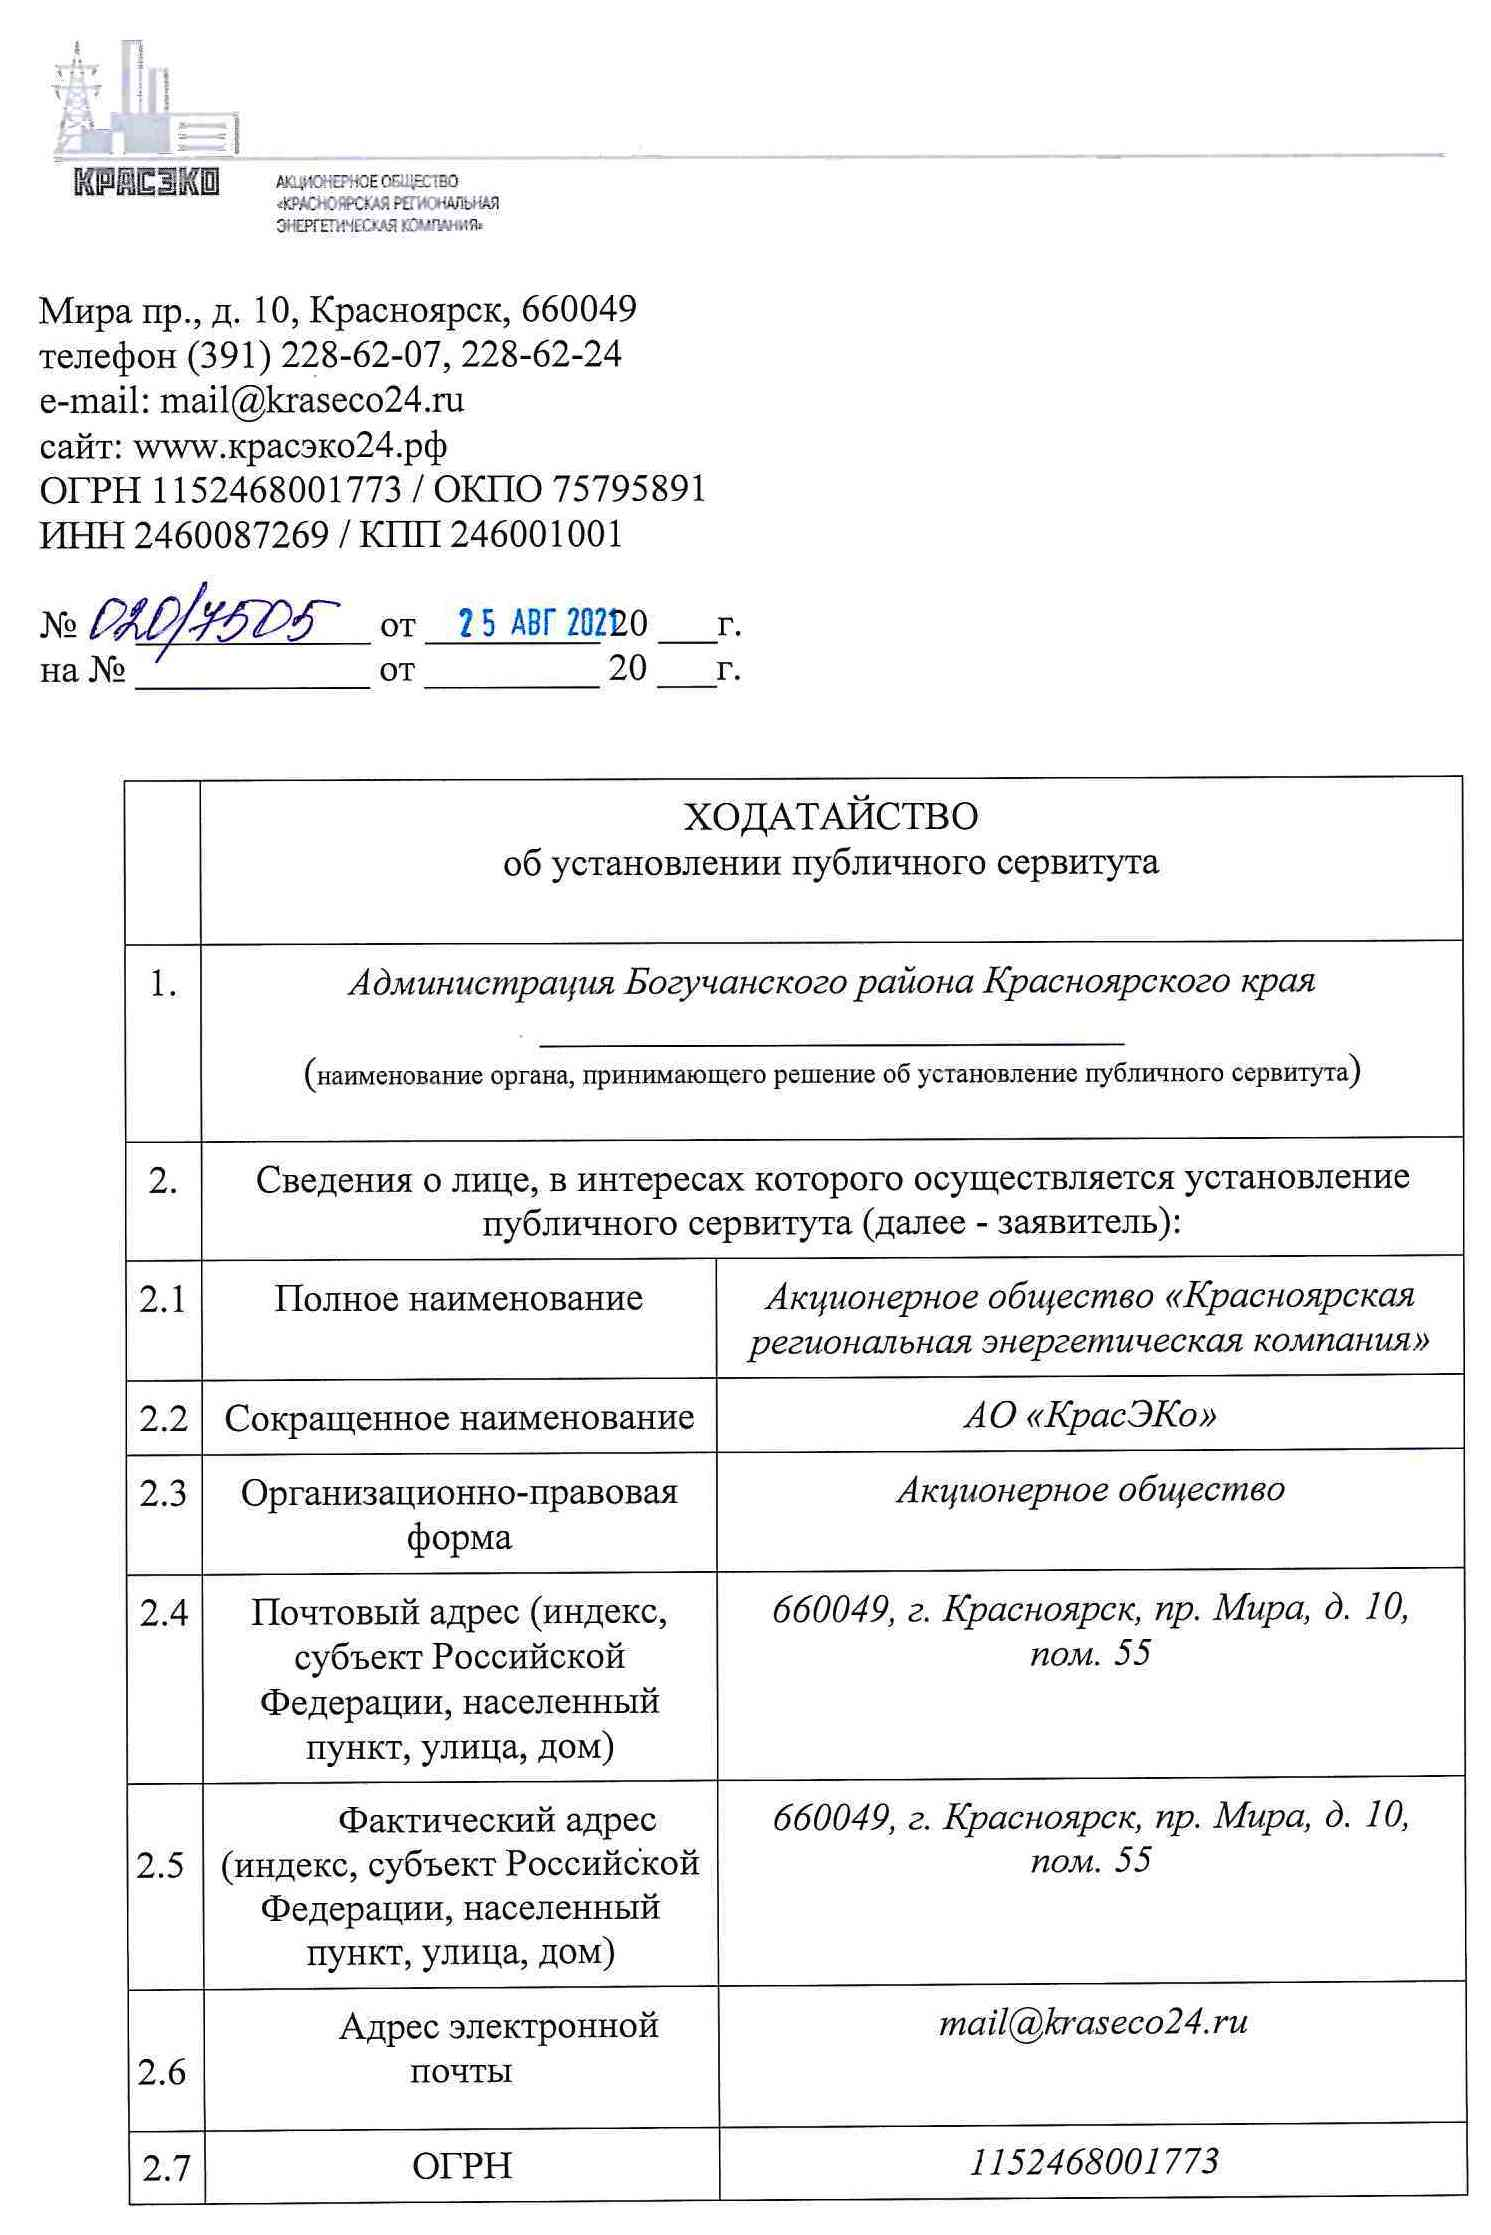 КРАСЭКО
АКЦИОНЕРНОЕ ОБЩЕСТВО
«КРАСНОЯРСКАЯ РЕГИОНАЛЬНАЯ
ЭНЕРГЕТИЧЕСКАЯ КОМПАНИЯ»
Мира пр., д. 10, Красноярск, 660049
телефон (391) 228-62-07, 228-62-24
e-mail: mail@kraseco24.ru
сайт: www.красэко24.рф
ОГРН 1152468001773 / ОКПО 75795891
ИНН 2460087269 / КПП 246001001
№ 020/7505 от 25 АВГ 2021 20 ___г.
на № ____________ от _________ 20 ___г.
ХОДАТАЙСТВО
об установлении публичного сервитута
1. Администрация Богучанского района Красноярского края
(наименование органа, принимающего решение об установление публичного сервитута)
2. Сведения о лице, в интересах которого осуществляется установление
публичного сервитута (далее - заявитель):
2.1 Полное наименование Акционерное общество «Красноярская
региональная энергетическая компания»
2.2 Сокращенное наименование АО «КрасЭКо»
2.3 Организационно-правовая Акционерное общество
форма
2.4 Почтовый адрес (индекс, 660049, г. Красноярск, пр. Мира, д. 10,
субъект Российской пом. 55
Федерации, населенный
пункт, улица, дом)
Фактический адрес 660049, г. Красноярск, пр. Мира, д. 10,
2.5 (индекс, субъект Российской пом. 55
Федерации, населенный
пункт, улица, дом)
Адрес электронной mail@kraseco24.ru
2.6 почты
2.7 ОГРН 1152468001773